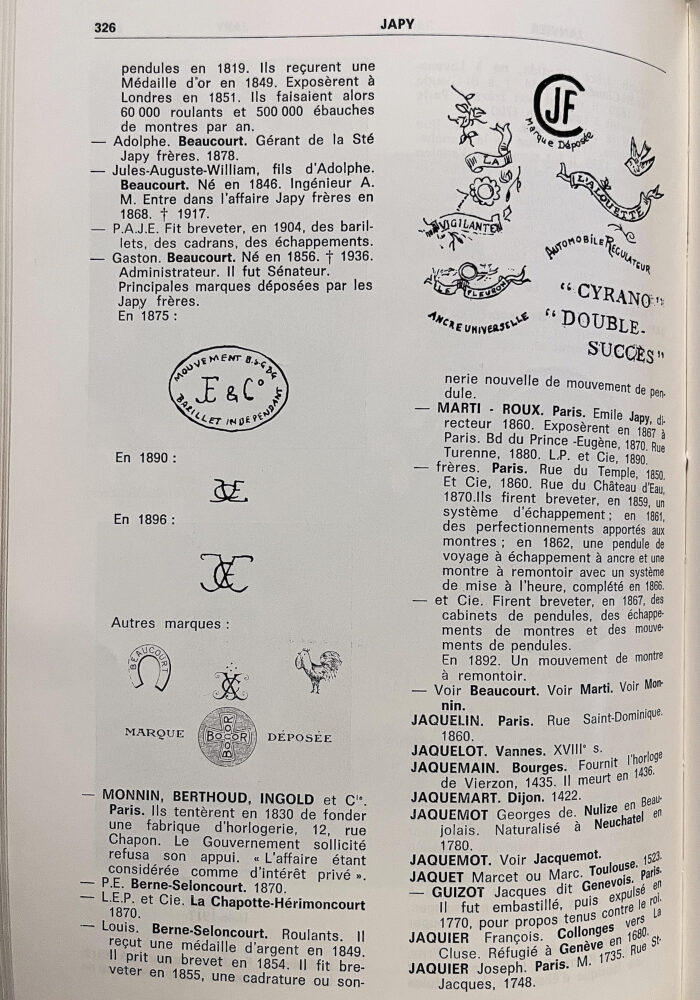 326
JAPY
pendules en 1819. Ils reçurent une
Médaille d'or en 1849. Exposèrent à
Londres en 1851. Ils faisaient alors
60 000 roulants et 500 000 ébauches
de montres par an.
— Adolphe. Beaucourt. Gérant de la Sté
Japy frères. 1878.
— Jules-Auguste-William, fils d'Adolphe.
Beaucourt. Né en 1846. Ingénieur A.
M. Entre dans l'affaire Japy frères en
1868. † 1917.
— P.A.J.E. Fit breveter, en 1904, des baril-
lets, des cadrans, des échappements.
— Gaston. Beaucourt. Né en 1856. † 1936.
Administrateur. Il fut Sénateur.
Principales marques déposées par les
Japy frères.
En 1875 :
MOUVEMENT B.S.G.DG
JE & Co
BARILLET INDEPENDANT
En 1890 :
En 1896 :
Autres marques :
BEAUCOURT
MARQUE
BOCOR
BOCOR
DÉPOSÉE
— MONNIN, BERTHOUD, INGOLD et Cie.
Paris. Ils tentèrent en 1830 de fonder
une fabrique d'horlogerie, 12, rue
Chapon. Le Gouvernement sollicité
refusa son appui. « L'affaire étant
considérée comme d'intérêt privé ».
— P.E. Berne-Seloncourt. 1870.
— L.E.P. et Cie. La Chapotte-Hérimoncourt
1870.
— Louis. Berne-Seloncourt. Roulants. Il
reçut une médaille d'argent en 1849.
Il prit un brevet en 1854. Il fit bre-
veter en 1855, une cadrature ou son-
JFC
Marque Déposée
LA
VIGILANTE
L'ALOUETTE
AUTOMOBILE REGULATEUR
LE FLEURON
"CYRANO"
ANCRE UNIVERSELLE
"DOUBLE-
SUCCÈS"
nerie nouvelle de mouvement de pen-
dule.
— MARTI - ROUX. Paris. Emile Japy, di-
recteur 1860. Exposèrent en 1867 à
Paris. Bd du Prince -Eugène, 1870. Rue
Turenne, 1880. L.P. et Cie, 1890.
— frères. Paris. Rue du Temple, 1850.
Et Cie, 1860. Rue du Château d'Eau,
1870.Ils firent breveter, en 1859, un
système d'échappement ; en 1861,
des perfectionnements apportés aux
montres ; en 1862, une pendule de
voyage à échappement à ancre et une
montre à remontoir avec un système
de mise à l'heure, complété en 1866.
— et Cie. Firent breveter, en 1867, des
cabinets de pendules, des échappe-
ments de montres et des mouve-
ments de pendules.
En 1892. Un mouvement de montre
à remontoir.
— Voir Beaucourt. Voir Marti. Voir Mon-
nin.
JAQUELIN. Paris. Rue Saint-Dominique.
1860.
JAQUELOT. Vannes. XVIIIe s.
JAQUEMAIN. Bourges. Fournit l'horloge
de Vierzon, 1435. Il meurt en 1436.
JAQUEMART. Dijon. 1422.
JAQUEMOT Georges de. Nulize en Beau-
jolais. Naturalisé à Neuchatel en
1780.
JAQUEMOT. Voir Jacquemot.
JAQUET Marcet ou Marc. Toulouse. 1523.
— GUIZOT Jacques dit Genevois. Paris.
Il fut embastillé, puis expulsé en
1770, pour propos tenus contre le roi.
JAQUIER François. Collonges vers La
Cluse. Réfugié à Genève en 1680.
JAQUIER Joseph. Paris. M. 1735. Rue St-
Jacques, 1748.